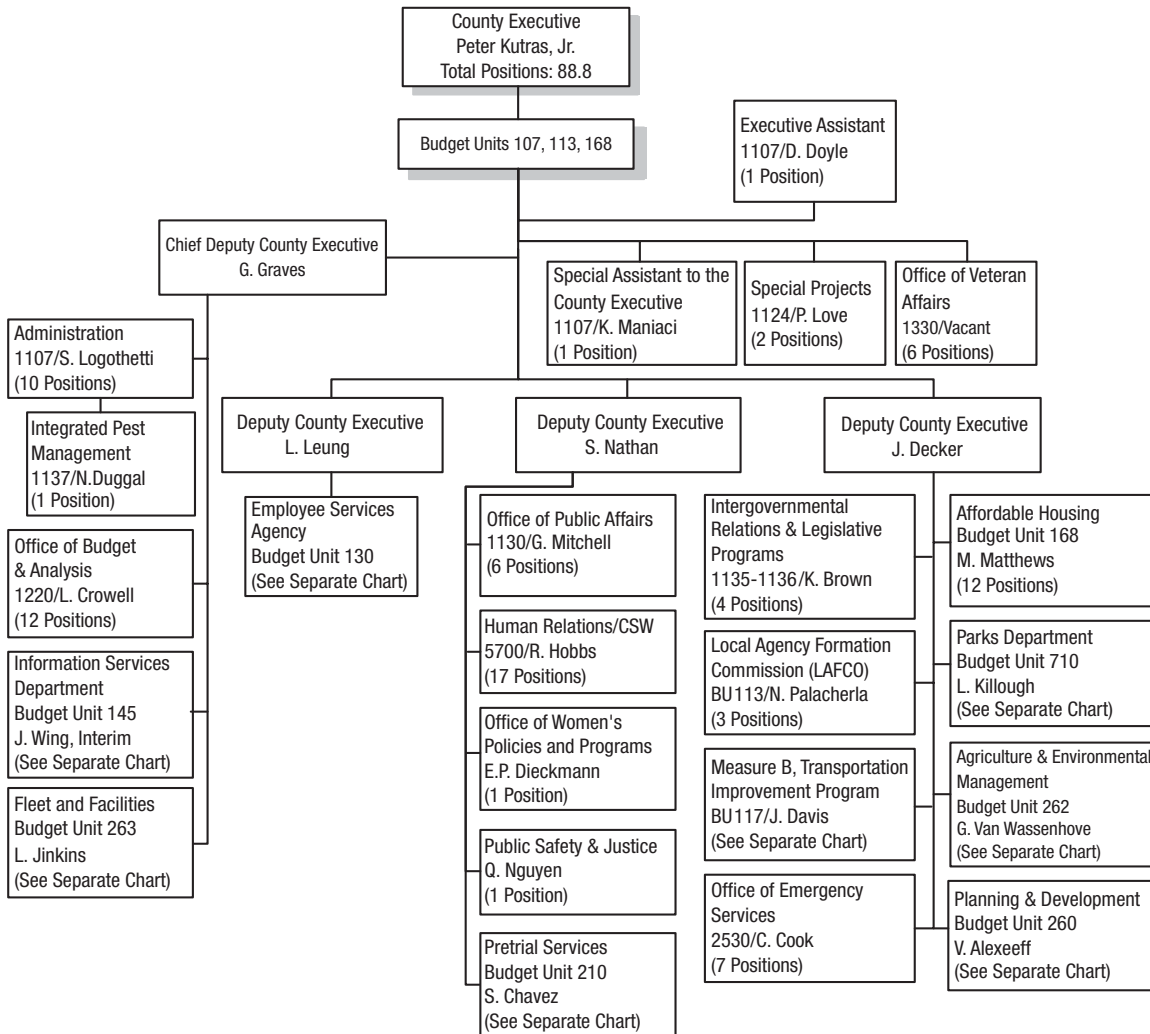 County Executive
Peter Kutras, Jr.
Total Positions: 88.8
Budget Units 107, 113, 168
Executive Assistant
1107/D. Doyle
(1 Position)
Chief Deputy County Executive
G. Graves
Special Assistant to the
County Executive
1107/K. Maniaci
(1 Position)
Special Projects
1124/P. Love
(2 Positions)
Office of Veteran
Affairs
1330/Vacant
(6 Positions)
Administration
1107/S. Logothetti
(10 Positions)
Integrated Pest
Management
1137/N.Duggal
(1 Position)
Office of Budget
& Analysis
1220/L. Crowell
(12 Positions)
Information Services
Department
Budget Unit 145
J. Wing, Interim
(See Separate Chart)
Fleet and Facilities
Budget Unit 263
L. Jinkins
(See Separate Chart)
Deputy County Executive
L. Leung
Employee Services
Agency
Budget Unit 130
(See Separate Chart)
Deputy County Executive
S. Nathan
Office of Public Affairs
1130/G. Mitchell
(6 Positions)
Human Relations/CSW
5700/R. Hobbs
(17 Positions)
Office of Women's
Policies and Programs
E.P. Dieckmann
(1 Position)
Public Safety & Justice
Q. Nguyen
(1 Position)
Pretrial Services
Budget Unit 210
S. Chavez
(See Separate Chart)
Deputy County Executive
J. Decker
Intergovernmental
Relations & Legislative
Programs
1135-1136/K. Brown
(4 Positions)
Local Agency Formation
Commission (LAFCO)
BU113/N. Palacherla
(3 Positions)
Measure B, Transportation
Improvement Program
BU117/J. Davis
(See Separate Chart)
Office of Emergency
Services
2530/C. Cook
(7 Positions)
Affordable Housing
Budget Unit 168
M. Matthews
(12 Positions)
Parks Department
Budget Unit 710
L. Killough
(See Separate Chart)
Agriculture & Environmental
Management
Budget Unit 262
G. Van Wassenhove
(See Separate Chart)
Planning & Development
Budget Unit 260
V. Alexeeff
(See Separate Chart)